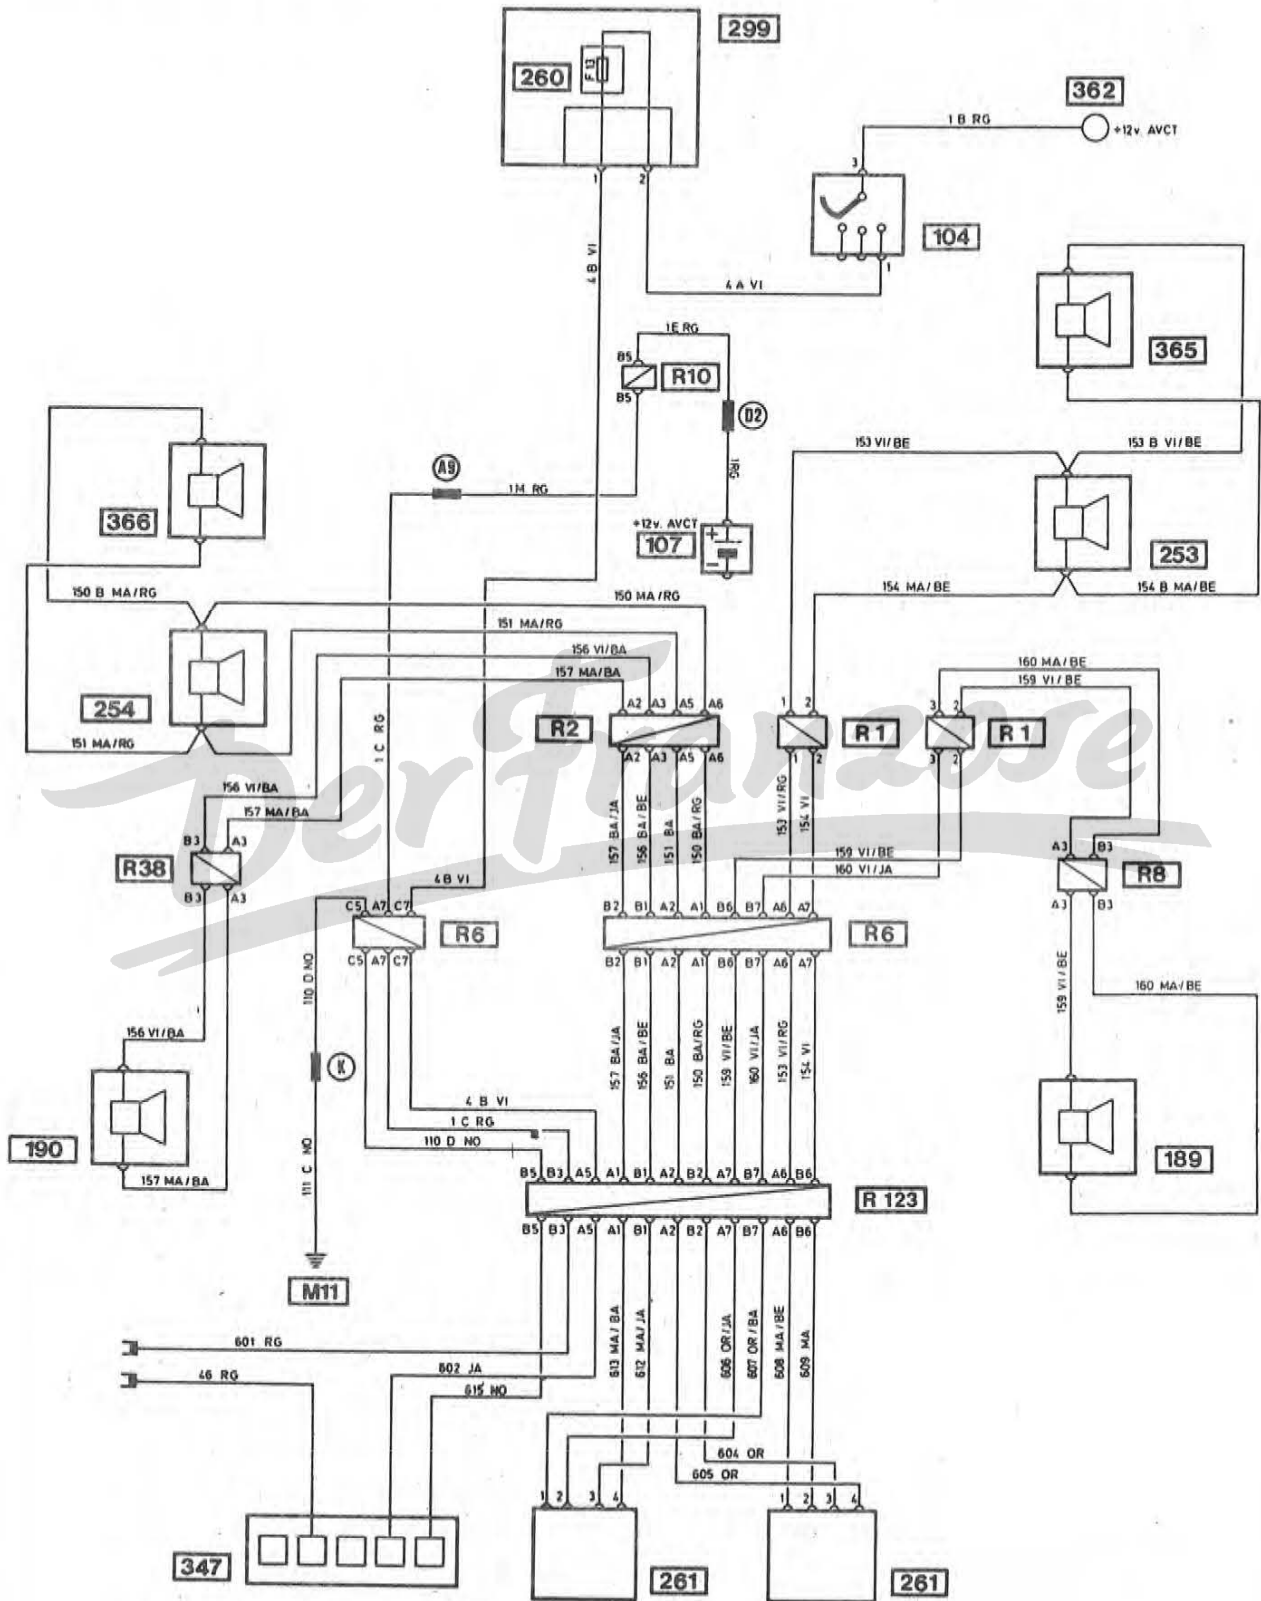 299
260
F 13
362
1 B RG
+12v. AVCT
3
1
2
104
1
4 B VI
4 A VI
1E RG
B5
R10
B5
365
D2
153 VI/BE
153 B VI/BE
A9
1M RG
1RG
366
+12v. AVCT
107
+
−
253
154 MA/BE
154 B MA/BE
150 B MA/RG
150 MA/RG
151 MA/RG
156 VI/BA
157 MA/BA
160 MA/BE
159 VI/BE
254
A2 A3 A5 A6
1 2
3 2
R2
R 1
R 1
151 MA/RG
1 C RG
A2 A3 A5 A6
1 2
3 2
Der Franzose
156 VI/BA
157 MA/BA
157 BA/JA
156 BA/BE
151 BA
150 BA/RG
153 VI/RG
154 VI
B3 A3
R38
B3 A3
159 VI/BE
160 VI/JA
A3 B3
R8
A3 B3
4B VI
C5 A7 C7
R6
C5 A7 C7
B2 B1 A2 A1 B6 B7 A6 A7
R6
B2 B1 A2 A1 B6 B7 A6 A7
110 D NO
159 VI/BE
160 MA/BE
156 VI/BA
K
157 BA/JA
156 BA/BE
151 BA
150 BA/RG
159 VI/BE
160 VI/JA
153 VI/RG
154 VI
4 B VI
1 C RG
110 D NO
190
189
157 MA/BA
111 C NO
B5 B3 A5 A1 B1 A2 B2 A7 B7 A6 B6
R 123
B5 B3 A5 A1 B1 A2 B2 A7 B7 A6 B6
M11
601 RG
602 JA
46 RG
615 NO
613 MA/BA
612 MA/JA
606 OR/JA
607 OR/BA
608 MA/BE
609 MA
604 OR
605 OR
1 2 3 4
1 2 3 4
347
261
261